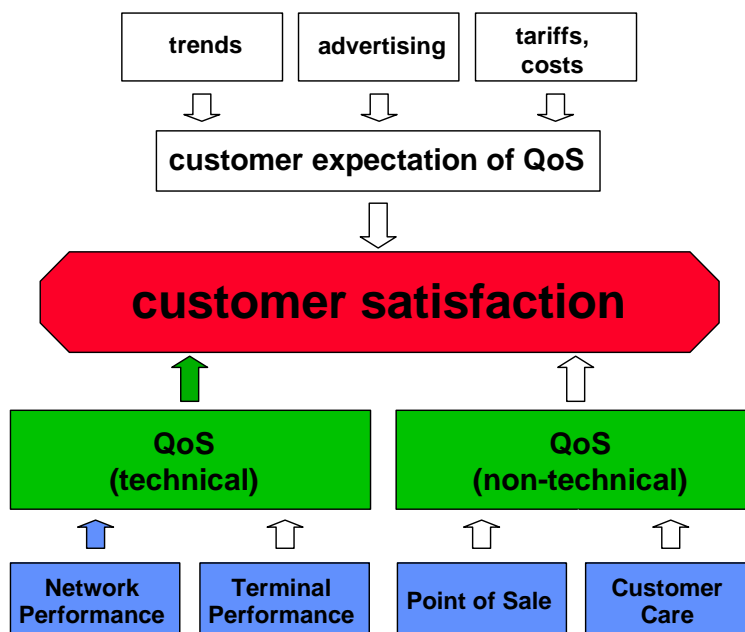 trends
advertising
tariffs,
costs
customer expectation of QoS
customer satisfaction
QoS
(technical)
QoS
(non-technical)
Network
Performance
Terminal
Performance
Point of Sale
Customer
Care